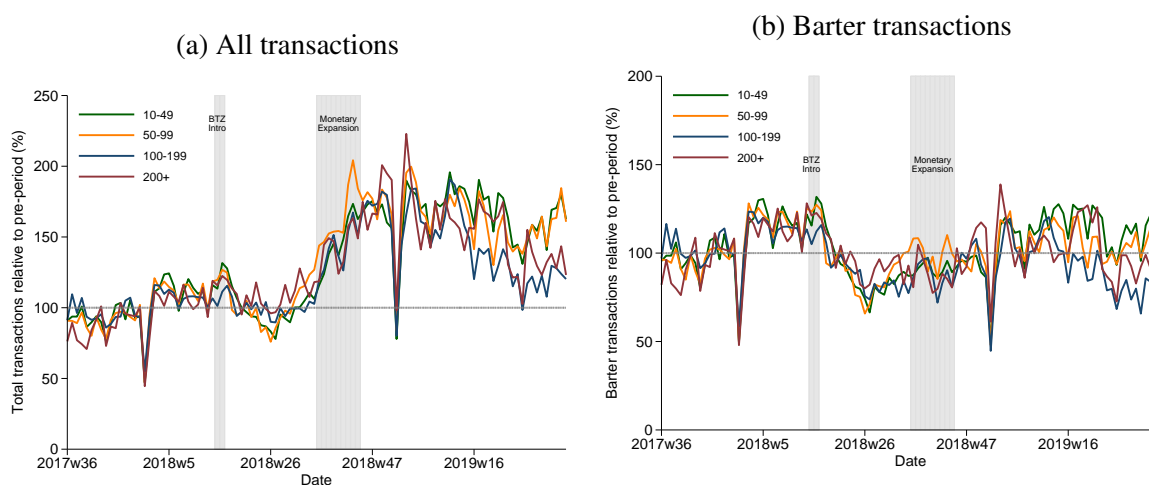 (a) All transactions
Total transactions relative to pre-period (%)
250
200
150
100
50
0
10-49
50-99
100-199
200+
BTZ
Intro
Monetary
Expansion
2017w36
2018w5
2018w26
2018w47
2019w16
Date
(b) Barter transactions
Barter transactions relative to pre-period (%)
200
150
100
50
0
10-49
50-99
100-199
200+
BTZ
Intro
Monetary
Expansion
2017w36
2018w5
2018w26
2018w47
2019w16
Date